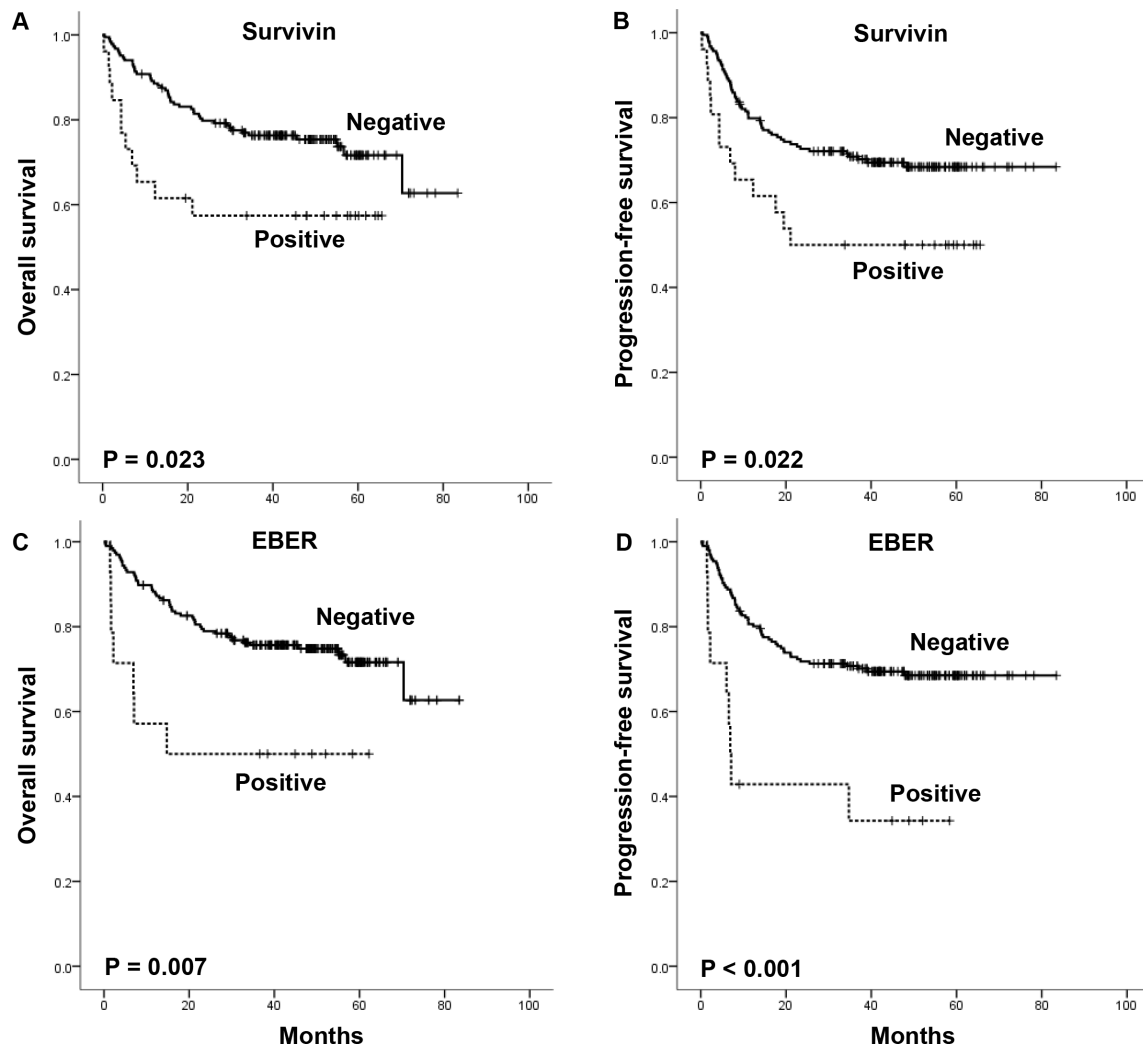 A
Survivin
Overall survival
1.0
0.8
0.6
0.4
0.2
0.0
Negative
Positive
P = 0.023
0 20 40 60 80 100
B
Survivin
Progression-free survival
1.0
0.8
0.6
0.4
0.2
0.0
Negative
Positive
P = 0.022
0 20 40 60 80 100
C
EBER
Overall survival
1.0
0.8
0.6
0.4
0.2
0.0
Negative
Positive
P = 0.007
0 20 40 60 80 100
Months
D
EBER
Progression-free survival
1.0
0.8
0.6
0.4
0.2
0.0
Negative
Positive
P < 0.001
0 20 40 60 80 100
Months